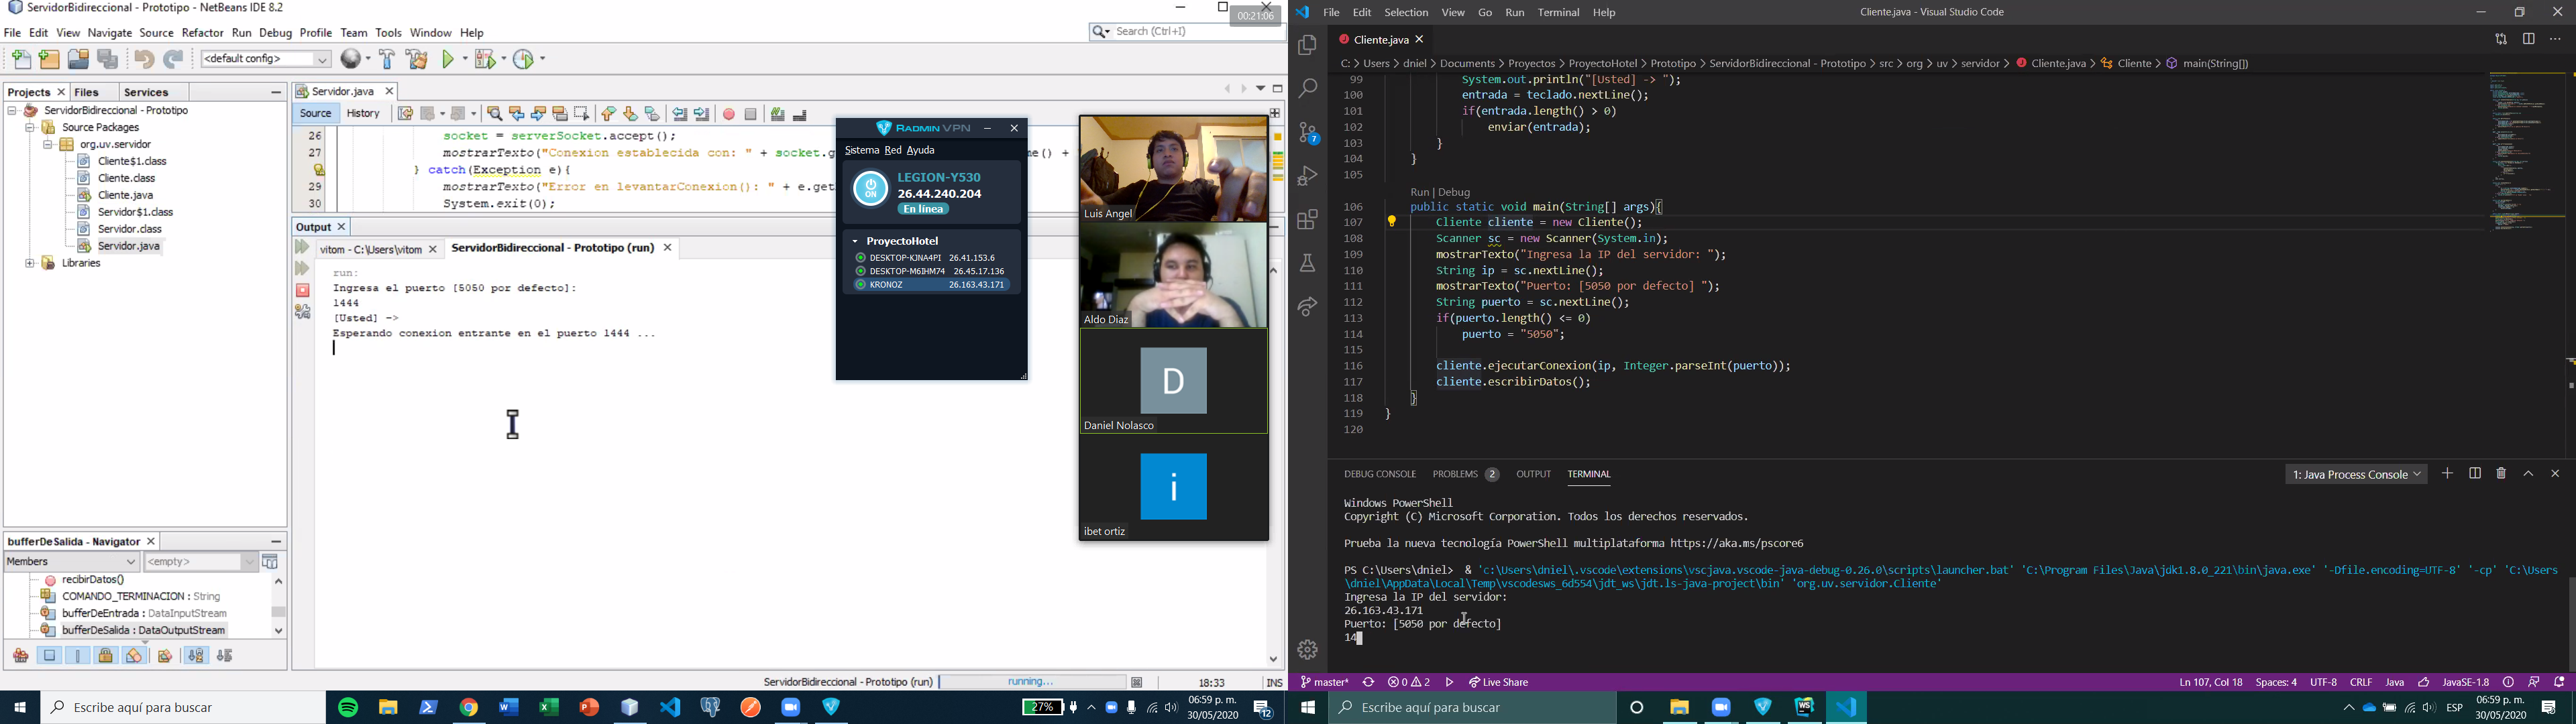 ServidorBidireccional - Prototipo - NetBeans IDE 8.2
00:21:06
File Edit View Navigate Source Refactor Run Debug Profile Team Tools Window Help
Search (Ctrl+I)
<default config>
Projects Files Services
ServidorBidireccional - Prototipo
Source Packages
org.uv.servidor
Cliente$1.class
Cliente.class
Cliente.java
Servidor$1.class
Servidor.class
Servidor.java
Libraries
Servidor.java
Source History
26 socket = serverSocket.accept();
27 mostrarTexto("Conexion establecida con: " + socket.g
me() +
} catch(Exception e){
29 mostrarTexto("Error en levantarConexion(): " + e.get
30 System.exit(0);
Output
vitom - C:\Users\vitom
ServidorBidireccional - Prototipo (run)
run:
Ingresa el puerto [5050 por defecto]:
1444
[Usted] ->
Esperando conexion entrante en el puerto 1444 ...
RADMIN VPN
Sistema Red Ayuda
ON
LEGION-Y530
26.44.240.204
En línea
ProyectoHotel
DESKTOP-KJNA4PI 26.41.153.6
DESKTOP-M6IHM74 26.45.17.136
KRONOZ 26.163.43.171
Luis Angel
Aldo Diaz
D
Daniel Nolasco
i
ibet ortiz
bufferDeSalida - Navigator
Members <empty>
recibirDatos()
COMANDO_TERMINACION : String
bufferDeEntrada : DataInputStream
bufferDeSalida : DataOutputStream
ServidorBidireccional - Prototipo (run) running... 18:33 INS
Escribe aquí para buscar
27%
06:59 p. m.
30/05/2020
12
File Edit Selection View Go Run Terminal Help
Cliente.java - Visual Studio Code
Cliente.java
C: > Users > dniel > Documents > Proyectos > ProyectoHotel > Prototipo > ServidorBidireccional - Prototipo > src > org > uv > servidor > Cliente.java > Cliente > main(String[])
7
99 System.out.println("[Usted] -> ");
100 entrada = teclado.nextLine();
101 if(entrada.length() > 0)
102 enviar(entrada);
103 }
104 }
105
Run | Debug
106 public static void main(String[] args){
107 Cliente cliente = new Cliente();
108 Scanner sc = new Scanner(System.in);
109 mostrarTexto("Ingresa la IP del servidor: ");
110 String ip = sc.nextLine();
111 mostrarTexto("Puerto: [5050 por defecto] ");
112 String puerto = sc.nextLine();
113 if(puerto.length() <= 0)
114 puerto = "5050";
115
116 cliente.ejecutarConexion(ip, Integer.parseInt(puerto));
117 cliente.escribirDatos();
118 }
119 }
120
DEBUG CONSOLE PROBLEMS 2 OUTPUT TERMINAL
1: Java Process Console
Windows PowerShell
Copyright (C) Microsoft Corporation. Todos los derechos reservados.
Prueba la nueva tecnología PowerShell multiplataforma https://aka.ms/pscore6
PS C:\Users\dniel> & 'c:\Users\dniel\.vscode\extensions\vscjava.vscode-java-debug-0.26.0\scripts\launcher.bat' 'C:\Program Files\Java\jdk1.8.0_221\bin\java.exe' '-Dfile.encoding=UTF-8' '-cp' 'C:\Users
\dniel\AppData\Local\Temp\vscodesws_6d554\jdt_ws\jdt.ls-java-project\bin' 'org.uv.servidor.Cliente'
Ingresa la IP del servidor:
26.163.43.171
Puerto: [5050 por defecto]
14
master* 0 2 Live Share
Ln 107, Col 18 Spaces: 4 UTF-8 CRLF Java JavaSE-1.8
Escribe aquí para buscar
WS
ESP
06:59 p. m.
30/05/2020